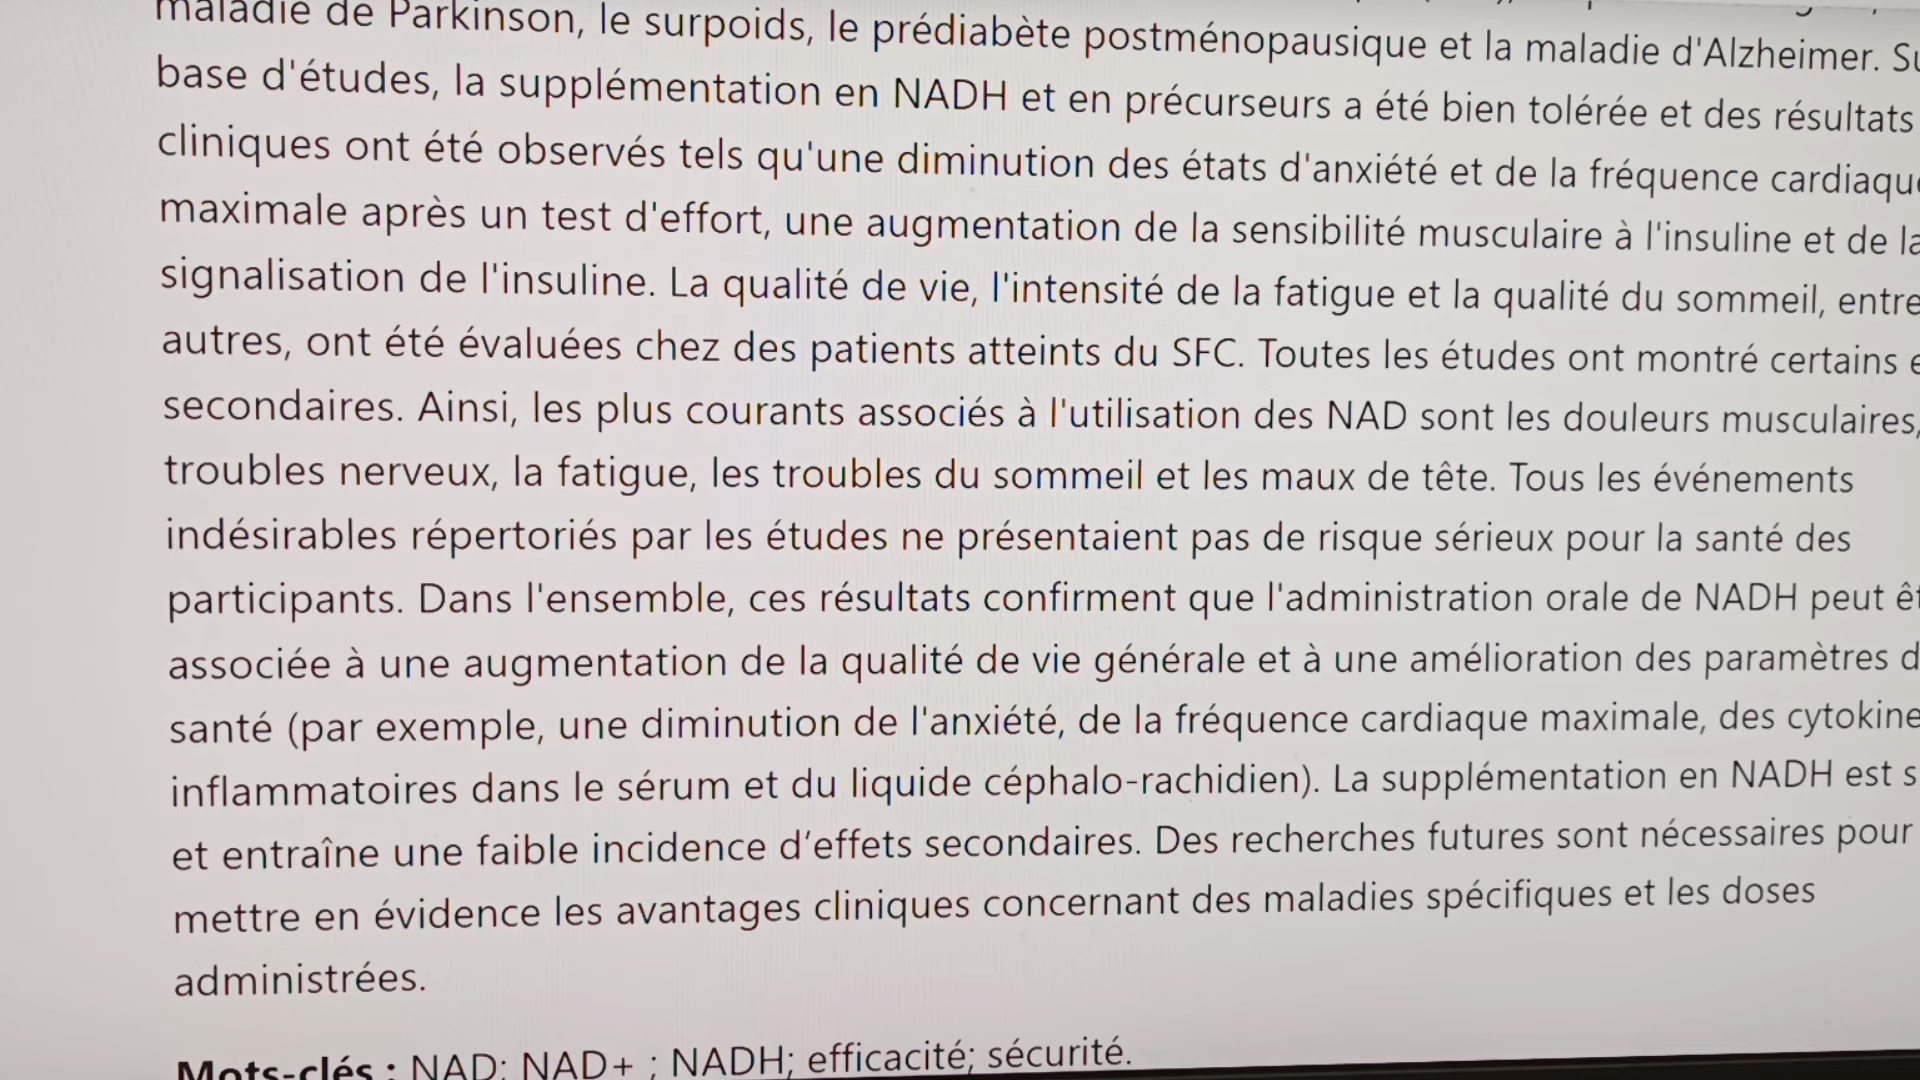 maladie de Parkinson, le surpoids, le prédiabète postménopausique et la maladie d'Alzheimer.
base d'études, la supplémentation en NADH et en précurseurs a été bien tolérée et des résultats
cliniques ont été observés tels qu'une diminution des états d'anxiété et de la fréquence cardiaque
maximale après un test d'effort, une augmentation de la sensibilité musculaire à l'insuline et de la
signalisation de l'insuline. La qualité de vie, l'intensité de la fatigue et la qualité du sommeil, entre
autres, ont été évaluées chez des patients atteints du SFC. Toutes les études ont montré certains
secondaires. Ainsi, les plus courants associés à l'utilisation des NAD sont les douleurs musculaires,
troubles nerveux, la fatigue, les troubles du sommeil et les maux de tête. Tous les événements
indésirables répertoriés par les études ne présentaient pas de risque sérieux pour la santé des
participants. Dans l'ensemble, ces résultats confirment que l'administration orale de NADH peut
associée à une augmentation de la qualité de vie générale et à une amélioration des paramètres
santé (par exemple, une diminution de l'anxiété, de la fréquence cardiaque maximale, des cytokine
inflammatoires dans le sérum et du liquide céphalo-rachidien). La supplémentation en NADH est
et entraîne une faible incidence d'effets secondaires. Des recherches futures sont nécessaires pour
mettre en évidence les avantages cliniques concernant des maladies spécifiques et les doses
administrées.
Mots-clés : NAD; NAD+ ; NADH; efficacité; sécurité.